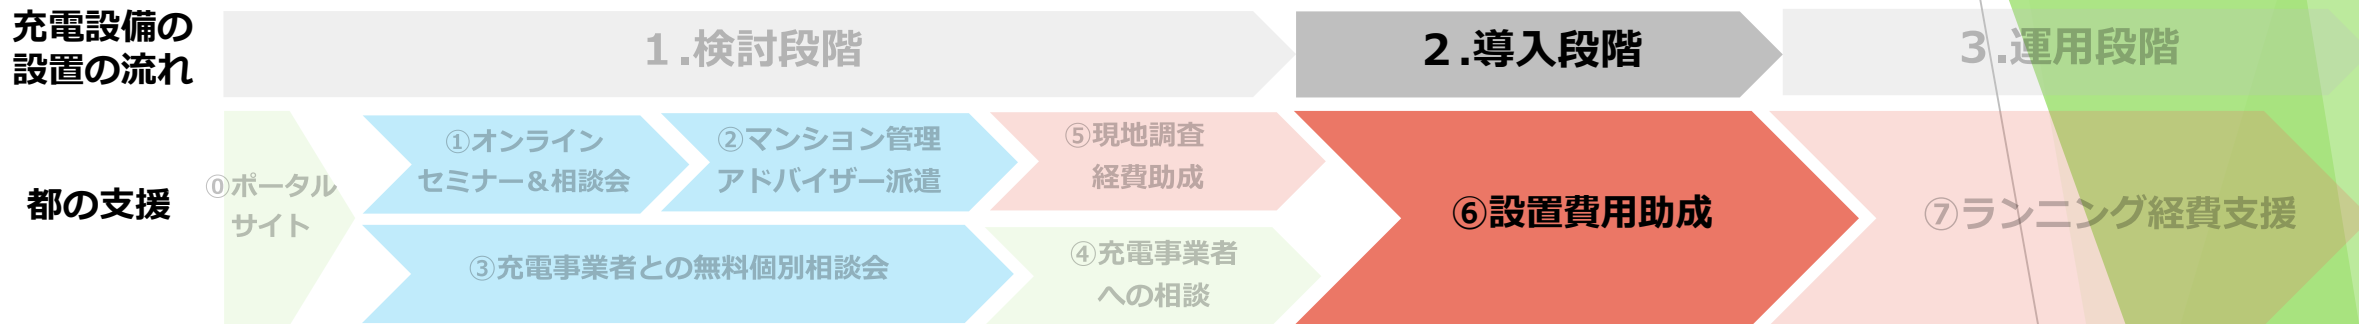 充電設備の
設置の流れ
１.検討段階
２.導入段階
３.運用段階
都の支援
⓪ポータル
サイト
①オンライン
セミナー＆相談会
②マンション管理
アドバイザー派遣
③充電事業者との無料個別相談会
⑤現地調査
経費助成
④充電事業者
への相談
⑥設置費用助成
⑦ランニング経費支援